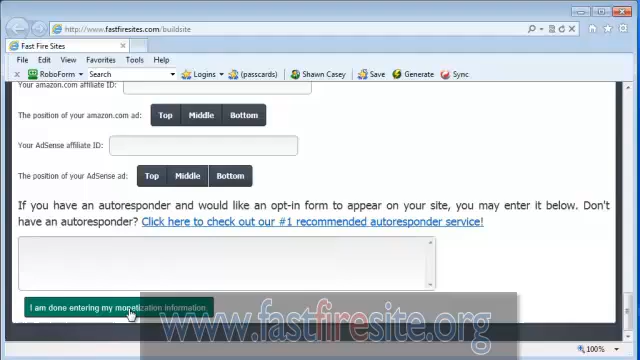 http://www.fastfiresites.com/buildsite
Fast Fire Sites
File Edit View Favorites Tools Help
RoboForm Search Logins (passcards) Shawn Casey Save Generate Sync
Your amazon.com affiliate ID:
The position of your amazon.com ad: Top Middle Bottom
Your AdSense affiliate ID:
The position of your AdSense ad: Top Middle Bottom
If you have an autoresponder and would like an opt-in form to appear on your site, you may enter it below. Don't
have an autoresponder? Click here to check out our #1 recommended autoresponder service!
I am done entering my monetization information
www.fastfiresite.org
100%